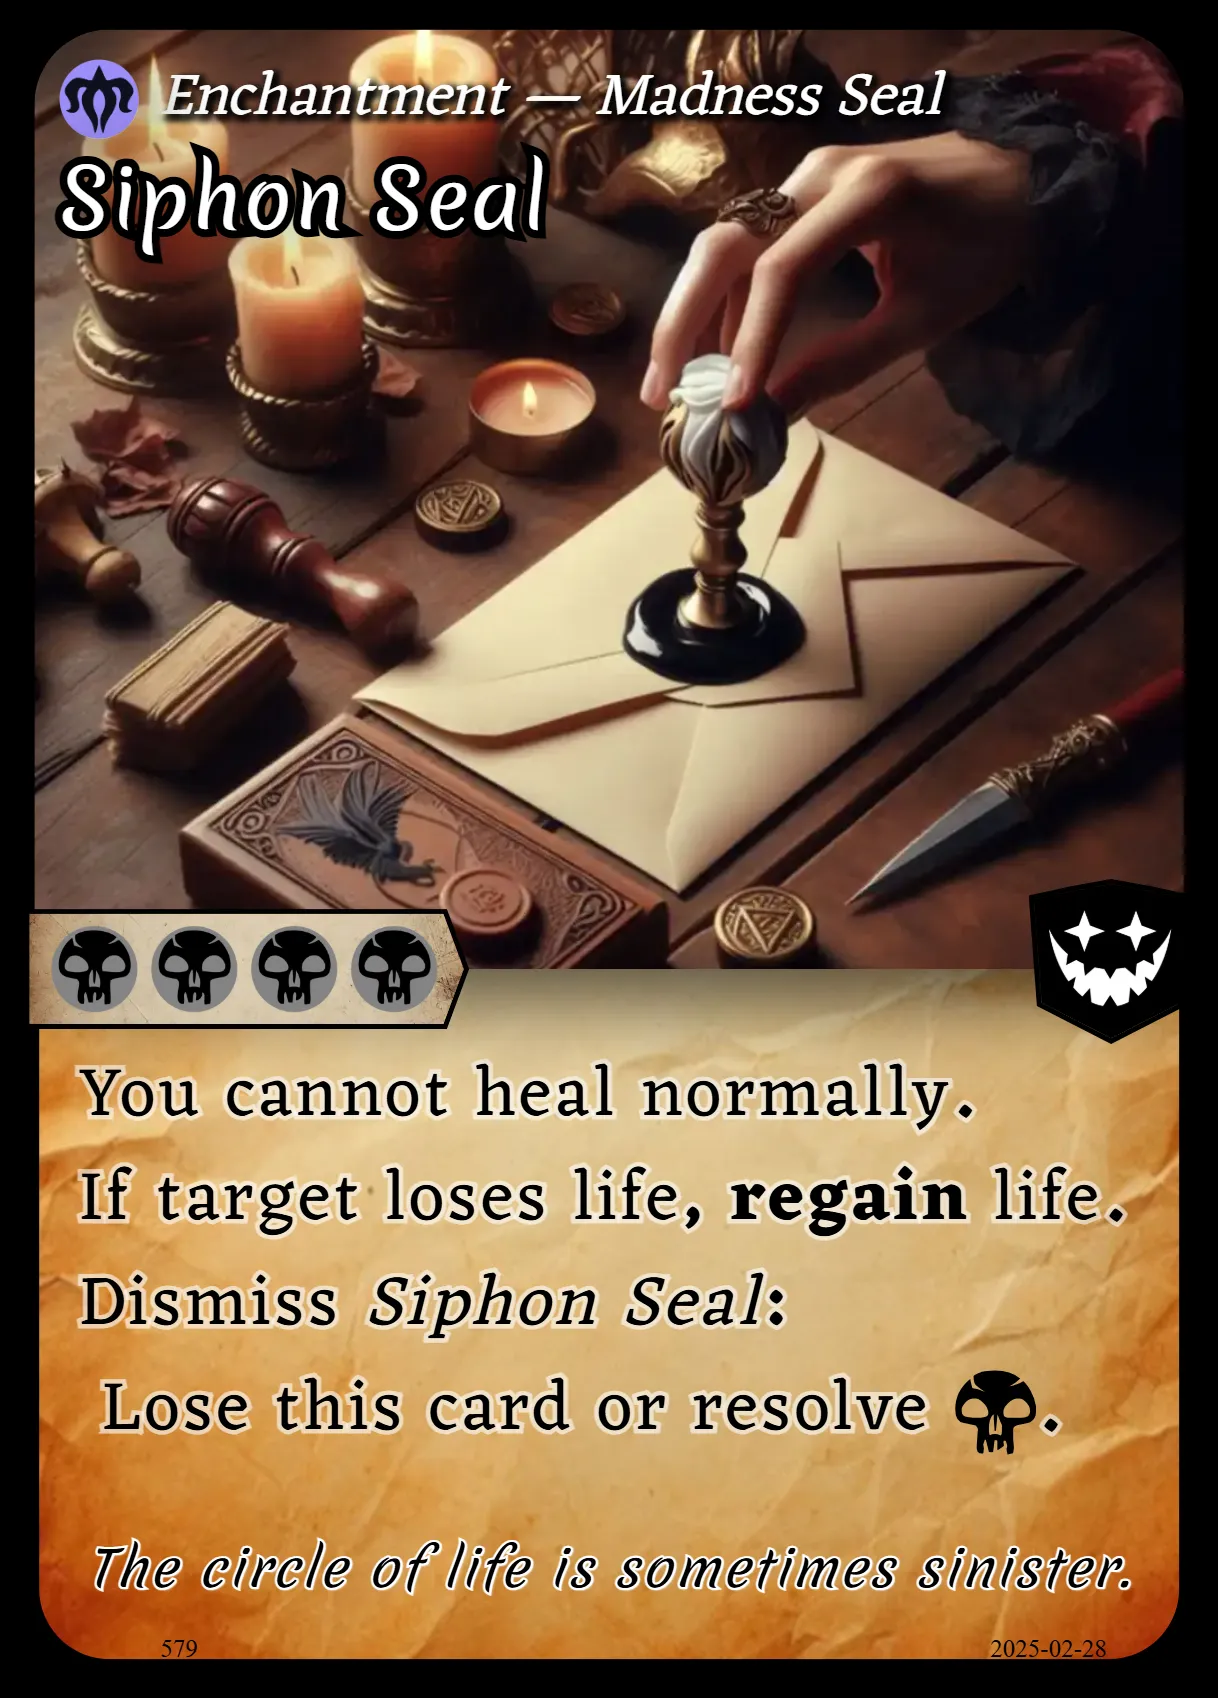 Enchantment — Madness Seal
Siphon Seal
You cannot heal normally.
If target loses life, regain life.
Dismiss Siphon Seal:
Lose this card or resolve .
The circle of life is sometimes sinister.
579
2025-02-28